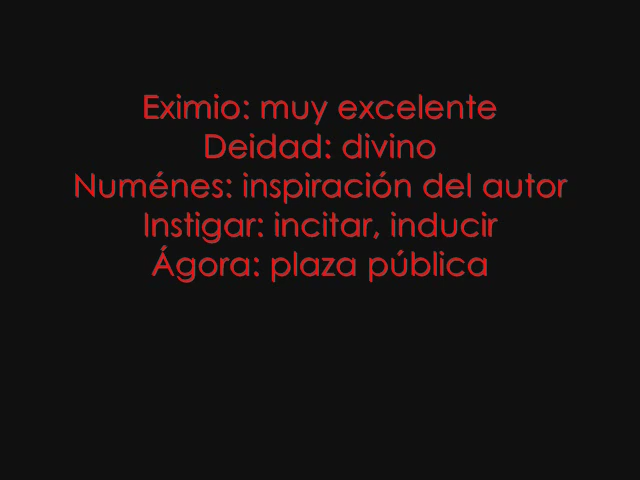 Eximio: muy excelente
Deidad: divino
Numénes: inspiración del autor
Instigar: incitar, inducir
Ágora: plaza pública